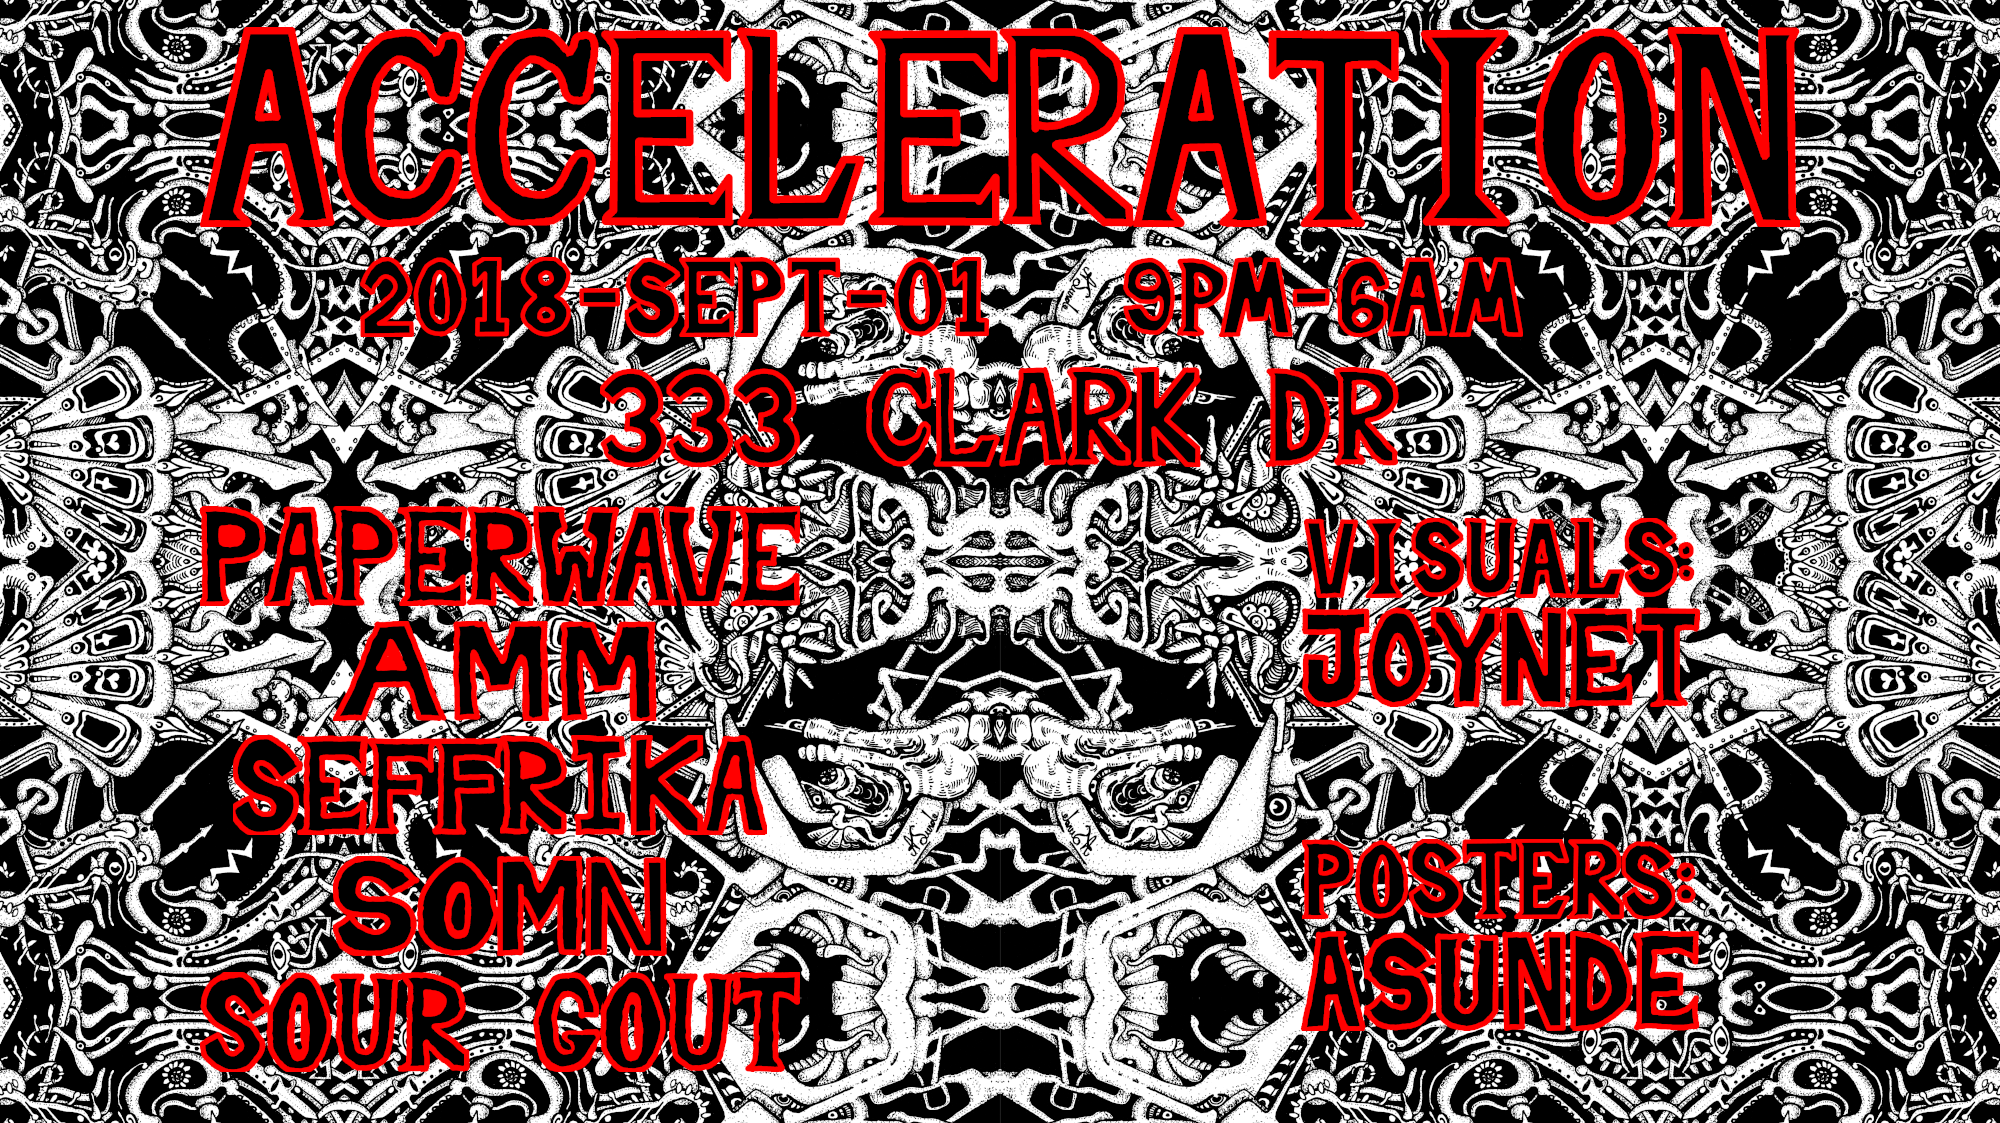 ACCELERATION
2018-SEPT-01 9PM-6AM
333 CLARK DR
PAPERWAVE
AMM
SEFFRIKA
SOMN
SOUR GOUT
VISUALS:
JOYNET
POSTERS:
ASUNDE